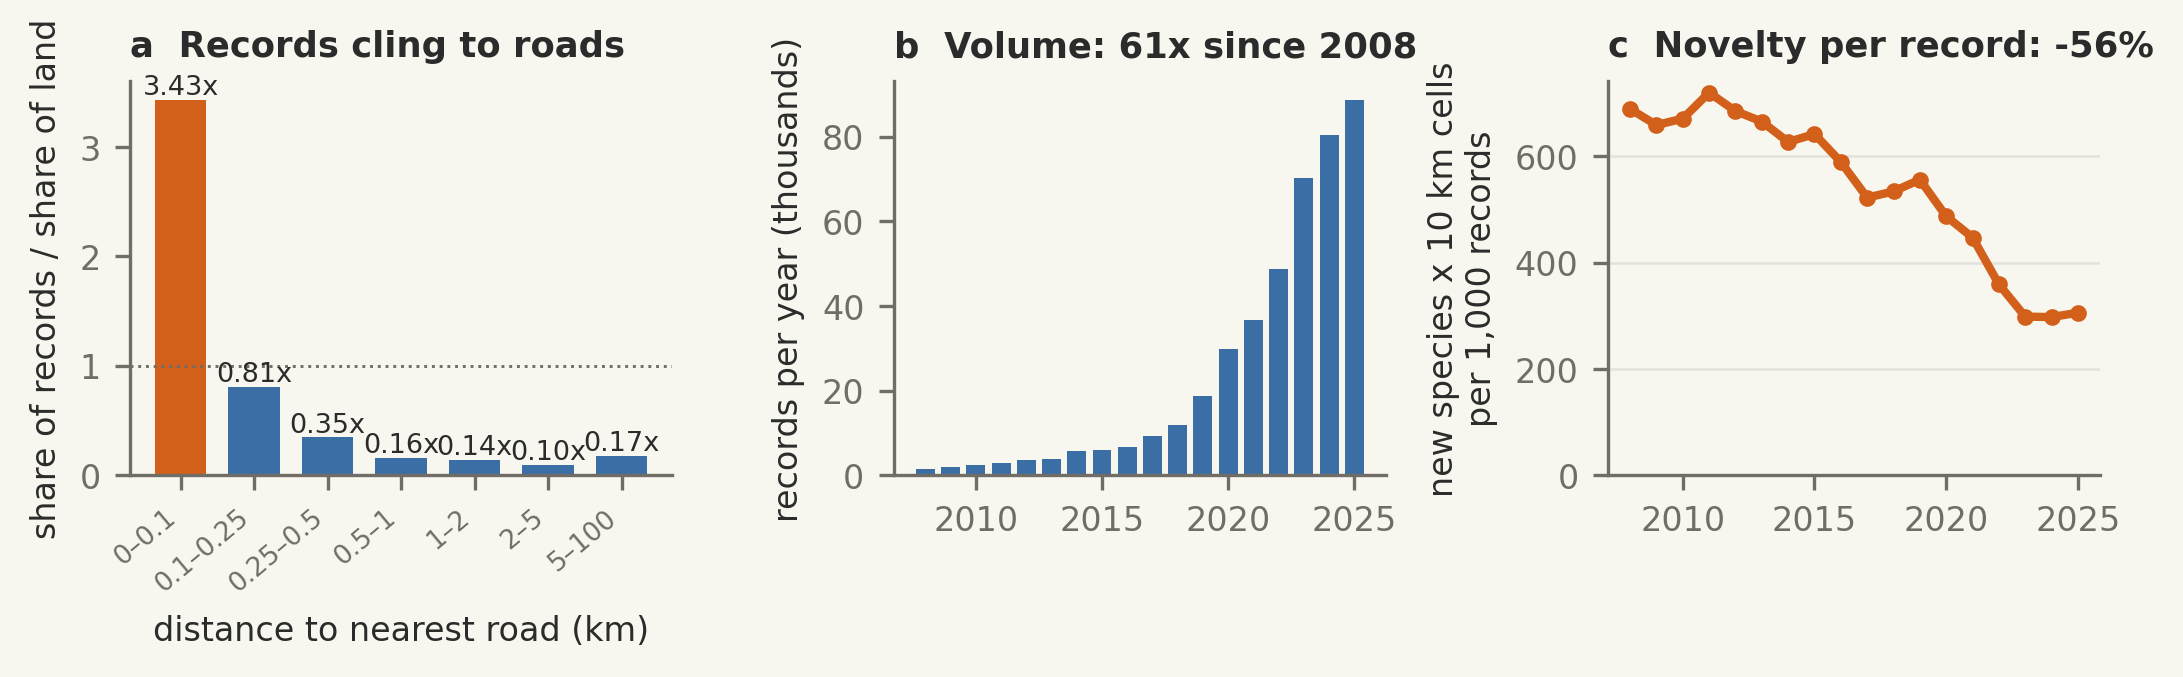 a Records cling to roads
share of records / share of land
3
2
1
0
3.43x
0.81x
0.35x
0.16x
0.14x
0.10x
0.17x
0–0.1
0.1–0.25
0.25–0.5
0.5–1
1–2
2–5
5–100
distance to nearest road (km)
b Volume: 61x since 2008
records per year (thousands)
80
60
40
20
0
2010
2015
2020
2025
c Novelty per record: -56%
new species x 10 km cells
per 1,000 records
600
400
200
0
2010
2015
2020
2025